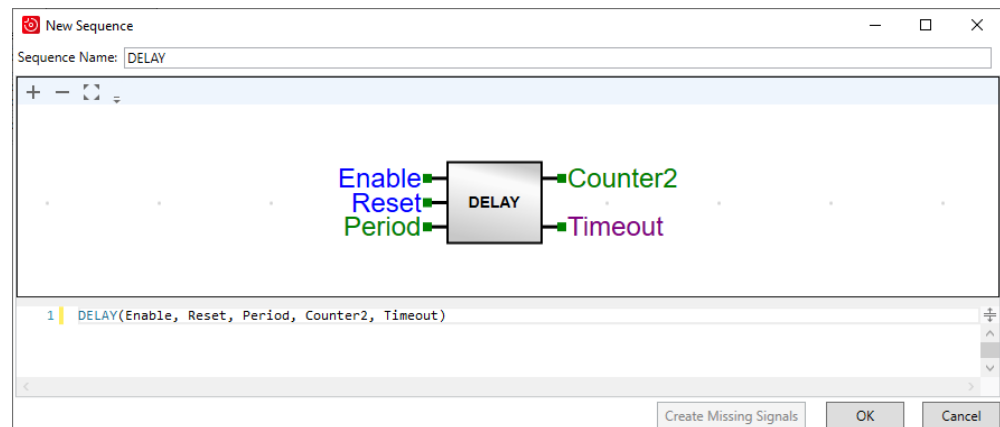 New Sequence
Sequence Name: DELAY
Enable Counter2
Reset DELAY
Period Timeout
1 DELAY(Enable, Reset, Period, Counter2, Timeout)
Create Missing Signals OK Cancel